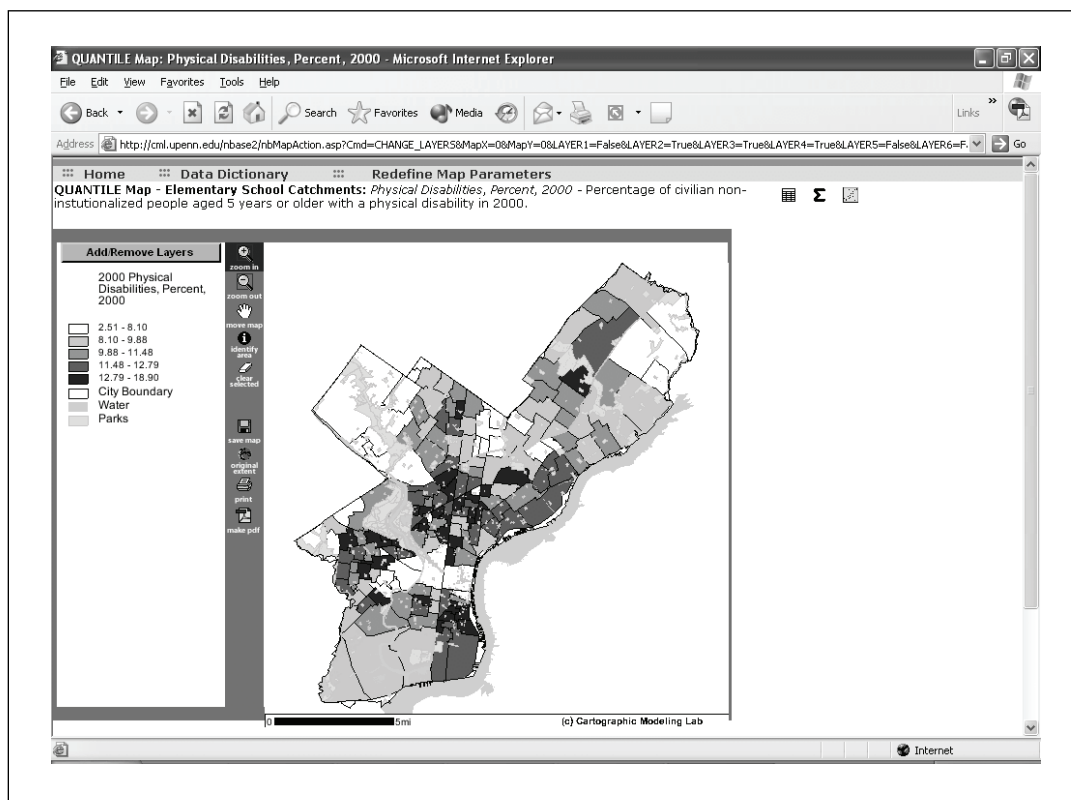 QUANTILE Map: Physical Disabilities, Percent, 2000 - Microsoft Internet Explorer
File Edit View Favorites Tools Help
Back Search Favorites Media Links »
Address http://cml.upenn.edu/nbase2/nbMapAction.asp?Cmd=CHANGE_LAYERS&MapX=0&MapY=0&LAYER1=False&LAYER2=True&LAYER3=True&LAYER4=True&LAYER5=False&LAYER6=F. Go
::: Home ::: Data Dictionary ::: Redefine Map Parameters
QUANTILE Map - Elementary School Catchments: Physical Disabilities, Percent, 2000 - Percentage of civilian non-
instutionalized people aged 5 years or older with a physical disability in 2000.
Σ
Add/Remove Layers
2000 Physical
Disabilities, Percent,
2000
2.51 - 8.10
8.10 - 9.88
9.88 - 11.48
11.48 - 12.79
12.79 - 18.90
City Boundary
Water
Parks
zoom in
zoom out
move map
identify
area
clear
selected
save map
original
extent
print
make pdf
0 5mi
(c) Cartographic Modeling Lab
Internet